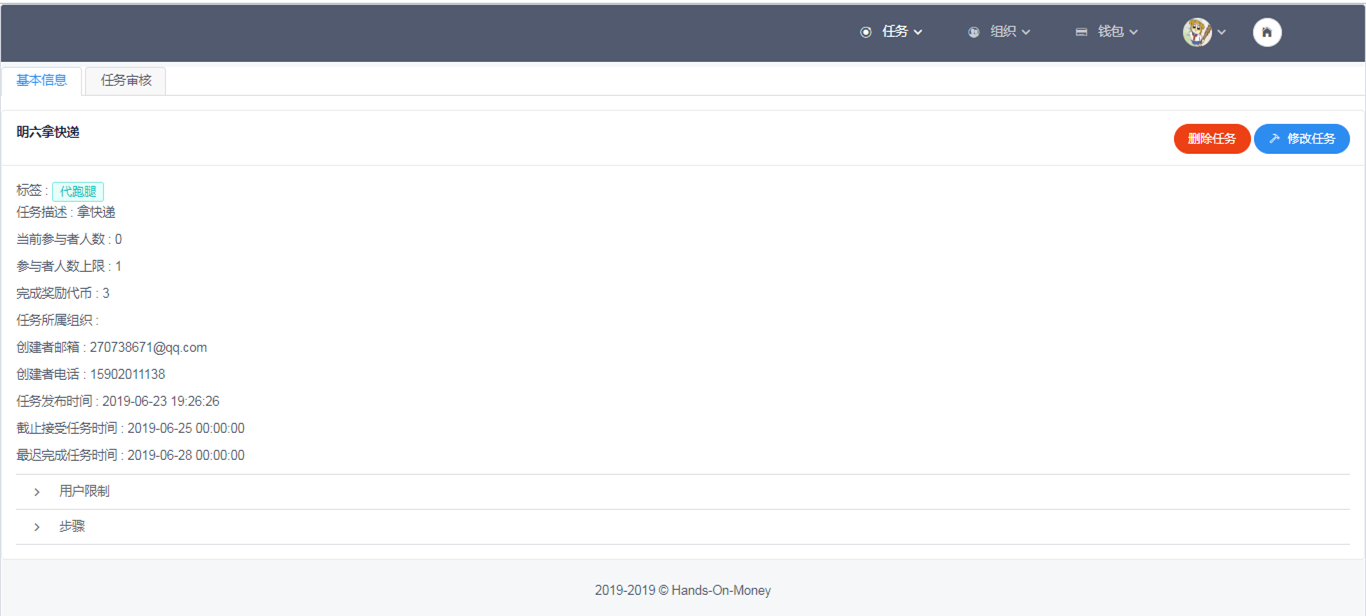 任务 组织 钱包
基本信息 任务审核
明六拿快递
删除任务 修改任务
标签 : 代跑腿
任务描述 : 拿快递
当前参与者人数 : 0
参与者人数上限 : 1
完成奖励代币 : 3
任务所属组织 :
创建者邮箱 : 270738671@qq.com
创建者电话 : 15902011138
任务发布时间 : 2019-06-23 19:26:26
截止接受任务时间 : 2019-06-25 00:00:00
最迟完成任务时间 : 2019-06-28 00:00:00
用户限制
步骤
2019-2019 © Hands-On-Money